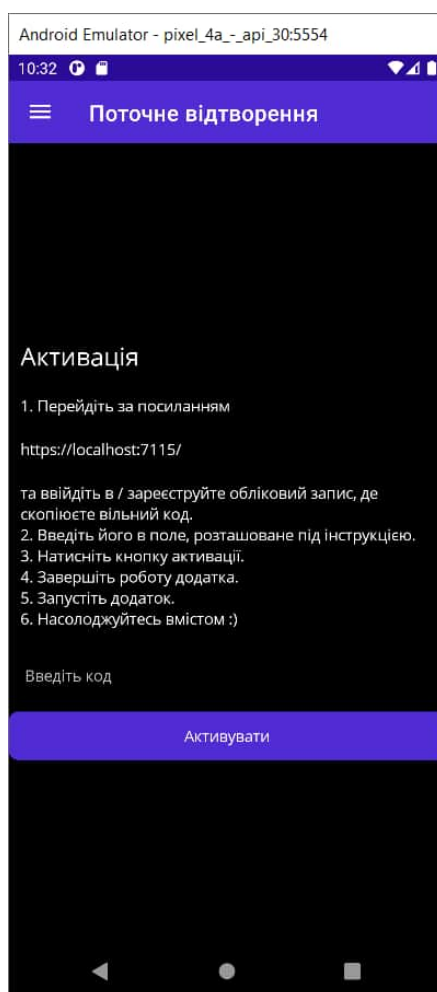 Android Emulator - pixel_4a_-_api_30:5554
10:32
Поточне відтворення
Активація
1. Перейдіть за посиланням
https://localhost:7115/
та ввійдіть в / зареєструйте обліковий запис, де
скопіюєте вільний код.
2. Введіть його в поле, розташоване під інструкцією.
3. Натисніть кнопку активації.
4. Завершіть роботу додатка.
5. Запустіть додаток.
6. Насолоджуйтесь вмістом :)
Введіть код
Активувати